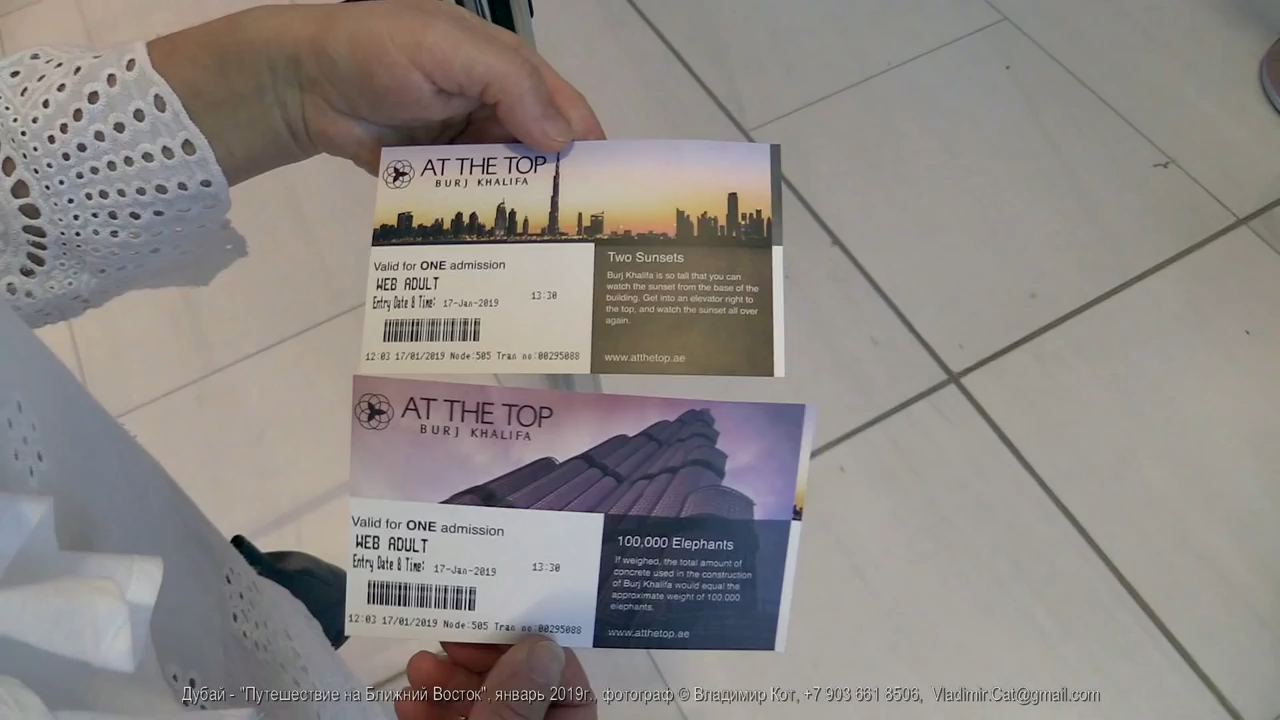 AT THE TOP
BURJ KHALIFA
Valid for ONE admission
WEB ADULT
Entry Date & Time: 17-Jan-2019 13:30
12:03 17/01/2019 Node:505 Tran no:00295088
Two Sunsets
Burj Khalifa is so tall that you can
watch the sunset from the base of the
building. Get into an elevator right to
the top, and watch the sunset all over
again.
www.atthetop.ae
AT THE TOP
BURJ KHALIFA
Valid for ONE admission
WEB ADULT
Entry Date & Time: 17-Jan-2019 13:30
12:03 17/01/2019 Node:505 Tran no:00295088
100,000 Elephants
If weighed, the total amount of
concrete used in the construction
of Burj Khalifa would equal the
approximate weight of 100,000
elephants.
www.atthetop.ae
Дубай - "Путешествие на Ближний Восток", январь 2019г., фотограф © Владимир Кот, +7 903 661 8506, Vladimir.Cat@gmail.com